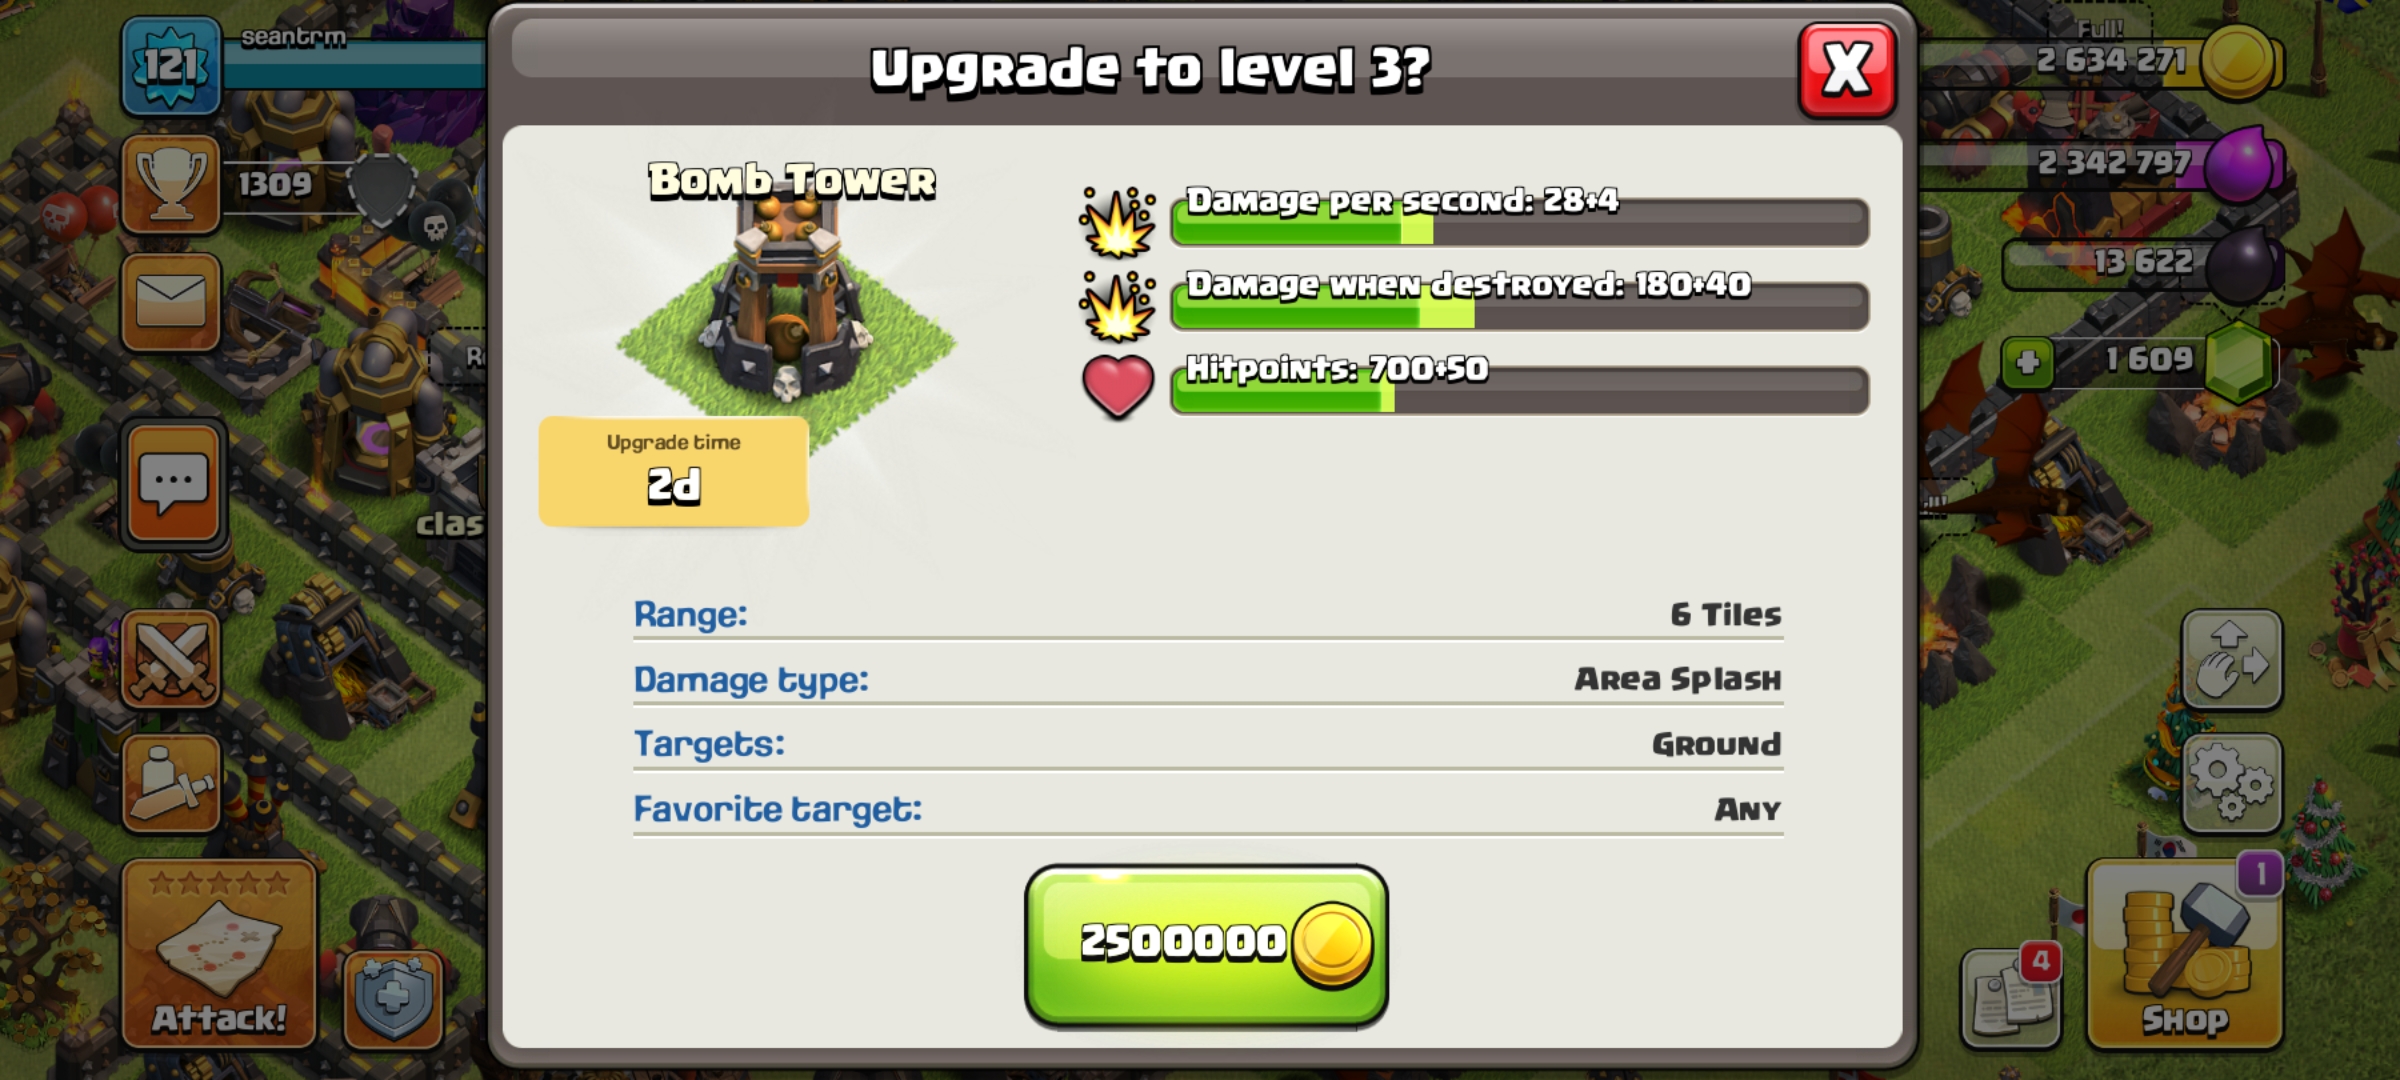 121
seantrm
Upgrade to level 3?
X
Full!
2 634 271
1309
Bomb Tower
Damage per second: 28+4
2 342 797
Damage when destroyed: 180+40
13 622
Hitpoints: 700+50
1 609
Upgrade time
2d
clas
Range:
6 Tiles
Damage type:
Area Splash
Targets:
Ground
Favorite target:
Any
2500000
Attack!
1
4
Shop